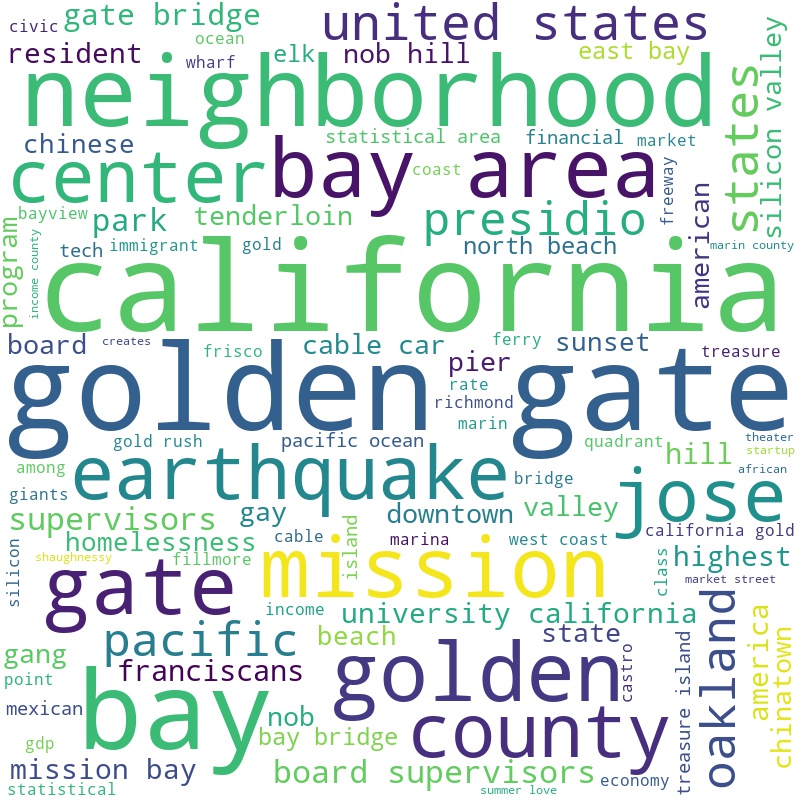 civic
gate bridge
united states
ocean
resident
wharf
elk
nob hill
east bay
silicon valley
neighborhood
states
chinese
statistical area
financial
market
center
bay area
coast
freeway
american
bayview
park
tenderloin
presidio
program
income county
tech
immigrant
gold
north beach
marin county
california
board
creates
frisco
cable car
ferry
sunset
treasure
pier
golden
gate
rate
richmond
marin
gold rush
pacific ocean
quadrant
theater
startup
among
earthquake
hill
african
giants
bridge
jose
supervisors
gay
downtown
valley
california gold
homelessness
cable
island
marina
west coast
silicon
shaughnessy
fillmore
mission
class
highest
market street
gate
income
university california
oakland
america
chinatown
pacific
beach
state
gang
franciscans
golden
castro
treasure island
point
bay
mexican
nob
county
gdp
bay bridge
mission bay
board supervisors
economy
statistical
summer love